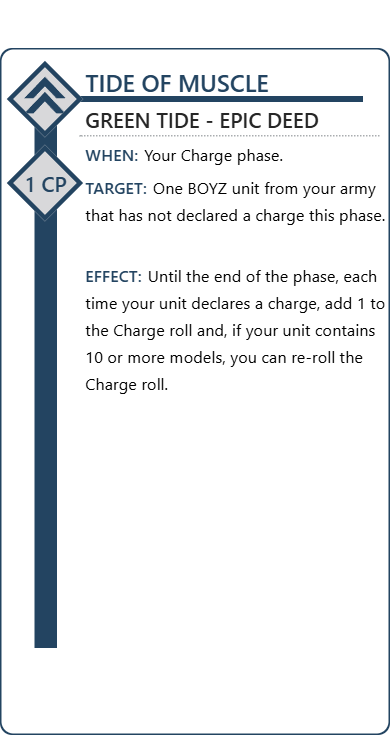 TIDE OF MUSCLE
GREEN TIDE - EPIC DEED
WHEN: Your Charge phase.
1 CP
TARGET: One BOYZ unit from your army
that has not declared a charge this phase.
EFFECT: Until the end of the phase, each
time your unit declares a charge, add 1 to
the Charge roll and, if your unit contains
10 or more models, you can re-roll the
Charge roll.